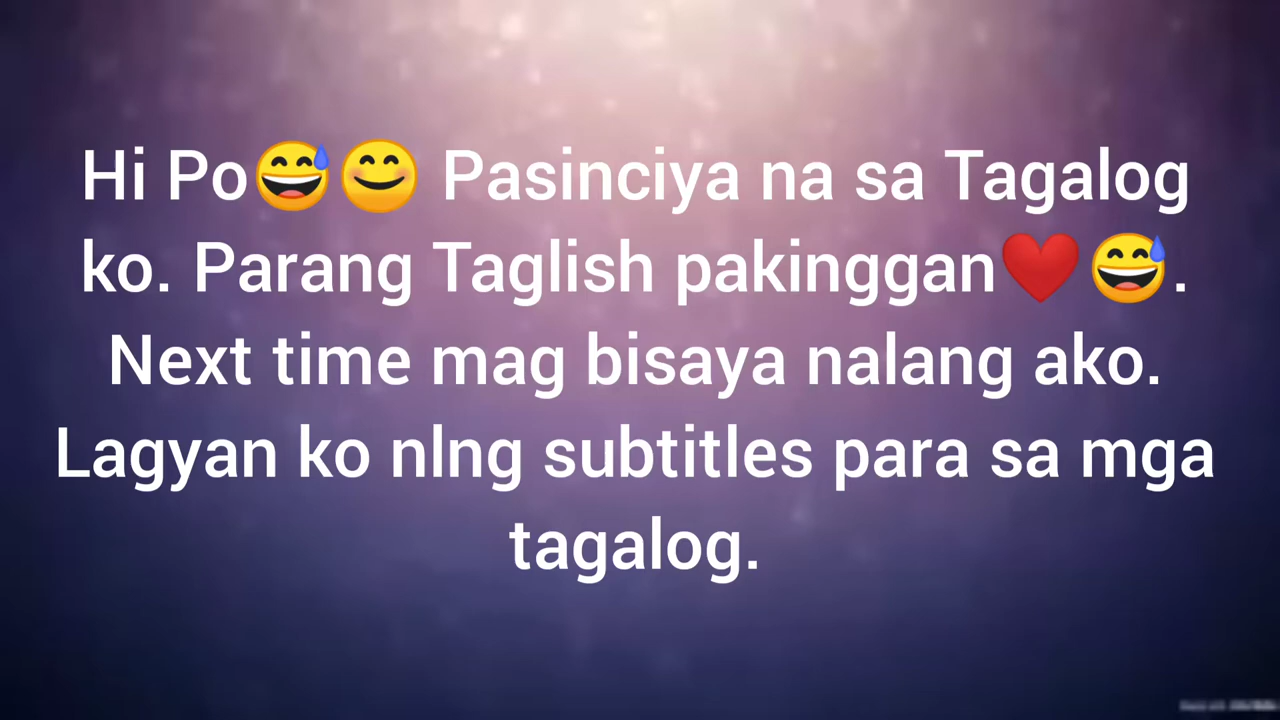 Hi Po😅😊 Pasinciya na sa Tagalog
ko. Parang Taglish pakinggan❤️😅.
Next time mag bisaya nalang ako.
Lagyan ko nlng subtitles para sa mga
tagalog.